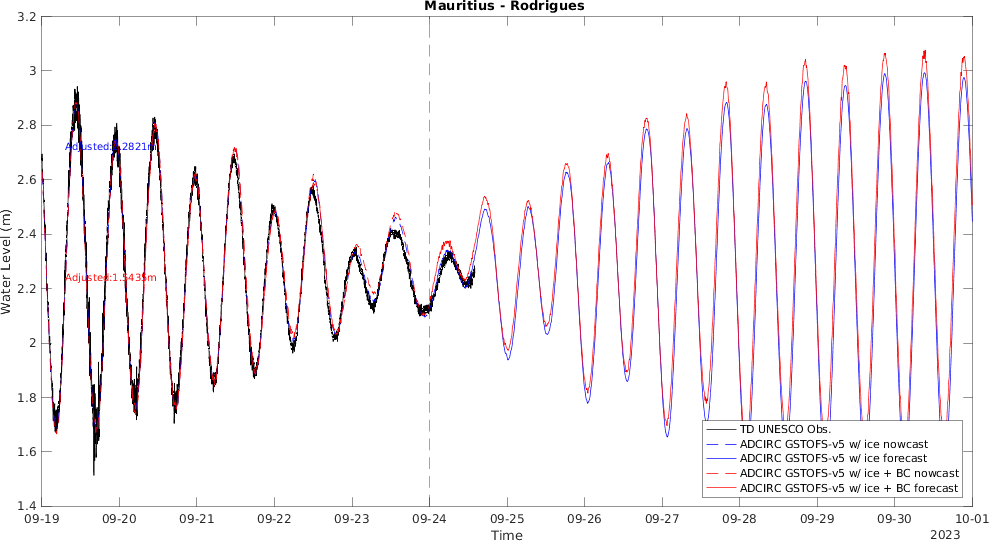 Mauritius - Rodrigues
3.2
3
2.8
2.6
2.4
2.2
2
1.8
1.6
1.4
Water Level (m)
Adjusted:1.5435m
TD UNESCO Obs.
ADCIRC GSTOFS-v5 w/ ice nowcast
ADCIRC GSTOFS-v5 w/ ice forecast
ADCIRC GSTOFS-v5 w/ ice + BC nowcast
ADCIRC GSTOFS-v5 w/ ice + BC forecast
09-19 09-20 09-21 09-22 09-23 09-24 09-25 09-26 09-27 09-28 09-29 09-30 10-01
Time
2023